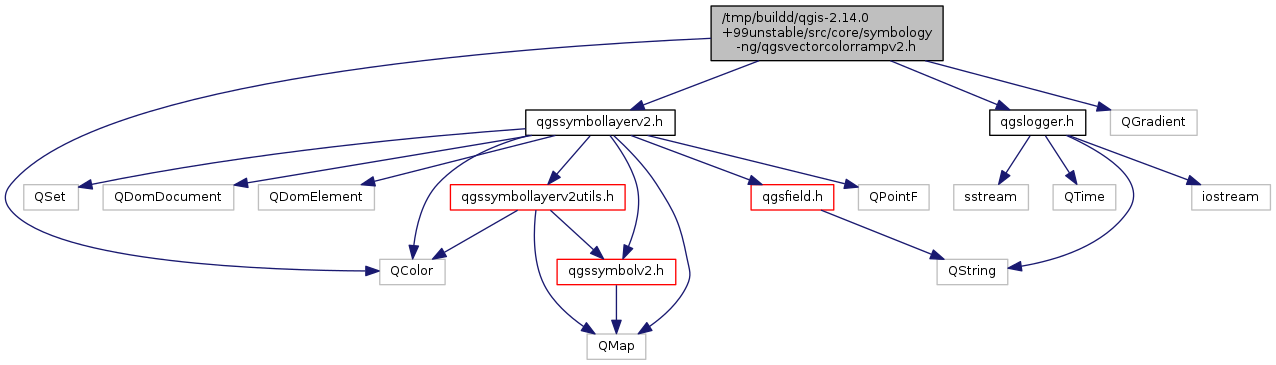 /tmp/buildd/qgis-2.14.0
+99unstable/src/core/symbology
-ng/qgsvectorcolorrampv2.h
qgssymbollayerv2.h
qgslogger.h
QGradient
QSet
QDomDocument
QDomElement
qgssymbollayerv2utils.h
qgsfield.h
QPointF
sstream
QTime
iostream
QColor
qgssymbolv2.h
QString
QMap